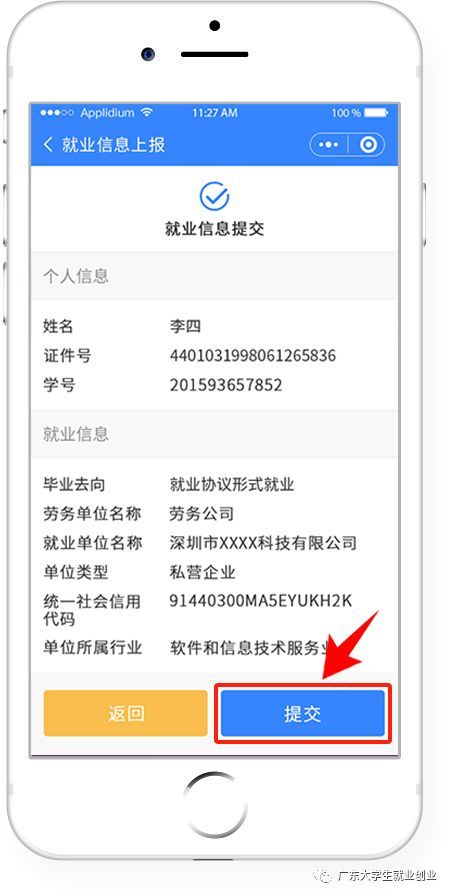 Applidium 11:27 AM 100 %
就业信息上报
就业信息提交
个人信息
姓名 李四
证件号 4401031998061265836
学号 201593657852
就业信息
毕业去向 就业协议形式就业
劳务单位名称 劳务公司
就业单位名称 深圳市XXXX科技有限公司
单位类型 私营企业
统一社会信用 91440300MA5EYUKH2K
代码
单位所属行业 软件和信息技术服务业
返回 提交
广东大学生就业创业